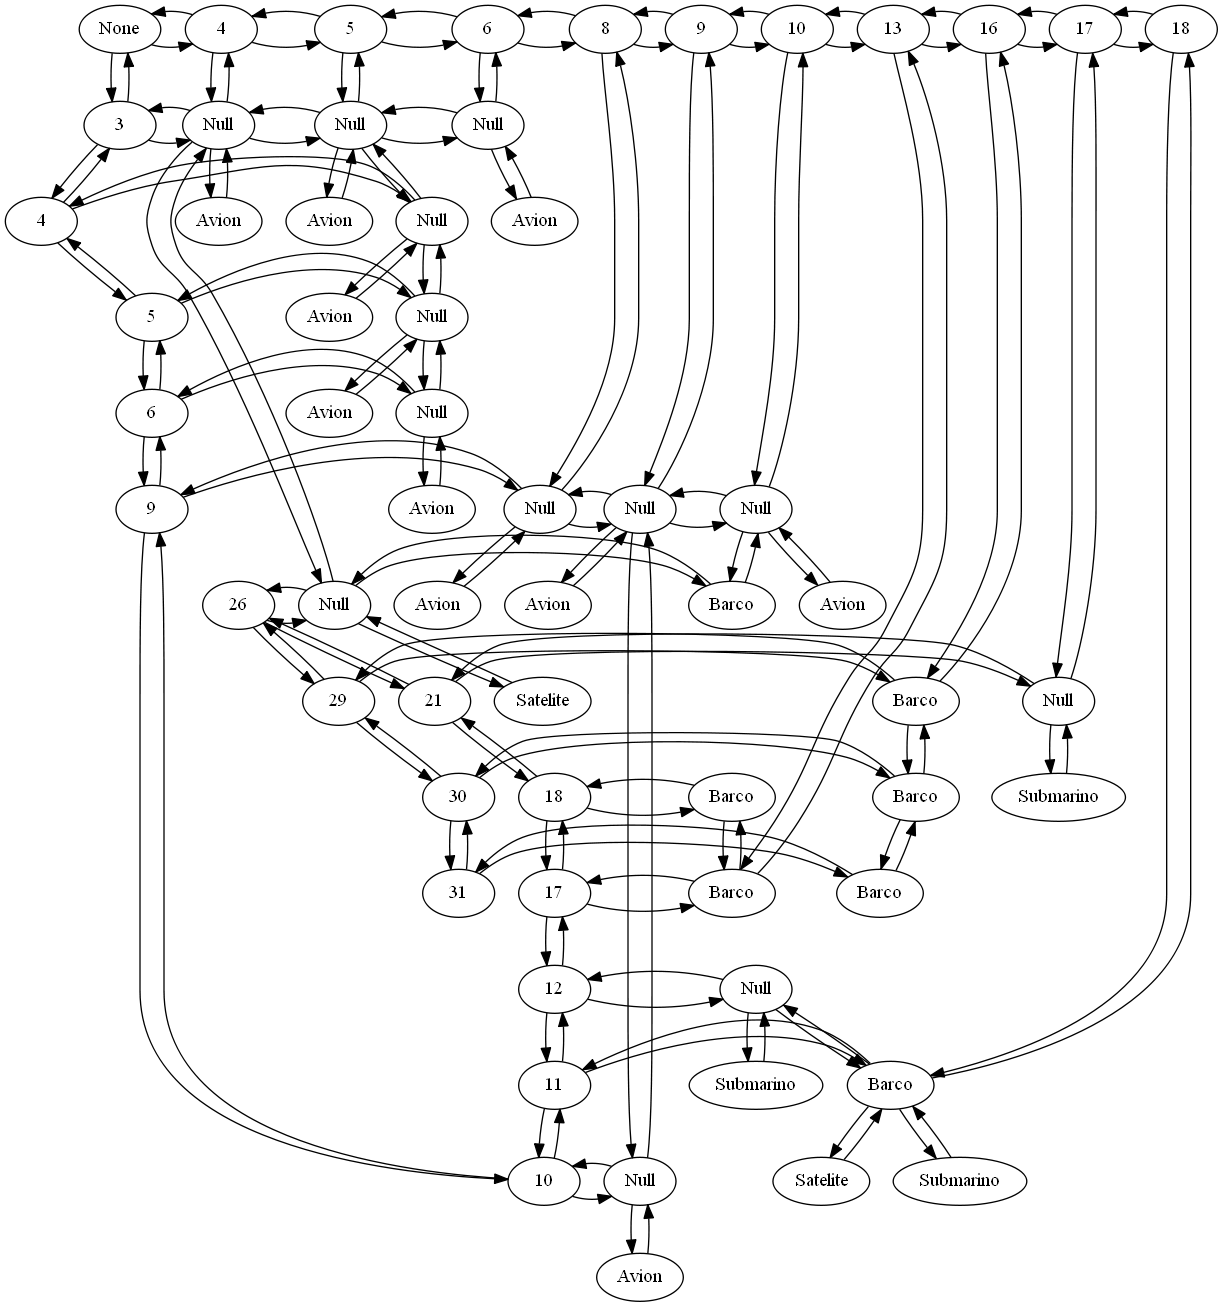 None 4 5 6 8 9 10 13 16 17 18
3 Null Null Null
4 Avion Avion Null Avion
5 Avion Null
6 Avion Null
9 Avion Null Null Null
26 Null Avion Avion Barco Avion
29 21 Satelite Barco Null
30 18 Barco Barco Submarino
31 17 Barco Barco
12 Null
11 Submarino Barco
10 Null Satelite Submarino
Avion